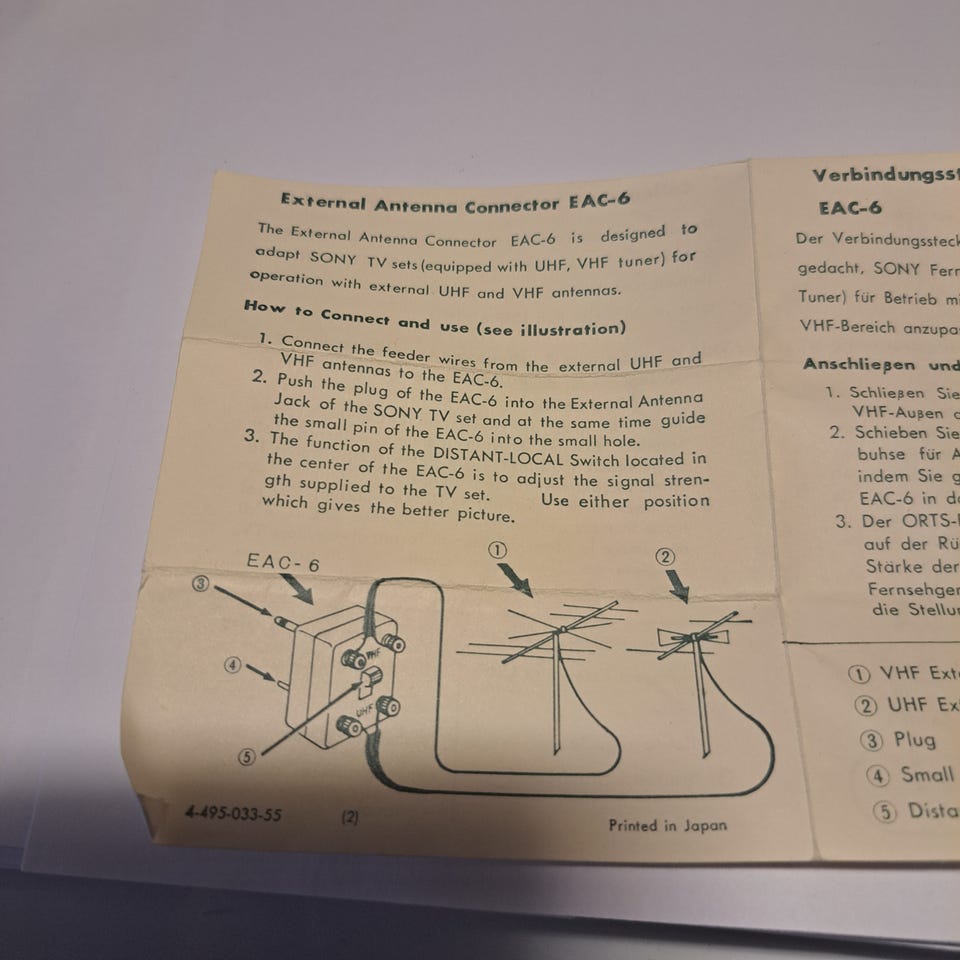 External Antenna Connector EAC-6
The External Antenna Connector EAC-6 is designed to
adapt SONY TV sets (equipped with UHF, VHF tuner) for
operation with external UHF and VHF antennas.
How to Connect and use (see illustration)
1. Connect the feeder wires from the external UHF and
VHF antennas to the EAC-6.
2. Push the plug of the EAC-6 into the External Antenna
Jack of the SONY TV set and at the same time guide
the small pin of the EAC-6 into the small hole.
3. The function of the DISTANT-LOCAL Switch located in
the center of the EAC-6 is to adjust the signal stren-
gth supplied to the TV set. Use either position
which gives the better picture.
EAC-6
①
②
③
④
⑤
VHF
UHF
4-495-033-55
(2)
Printed in Japan
Verbindungsst
EAC-6
Der Verbindungssteck
gedacht, SONY Fern
Tuner) für Betrieb mi
VHF-Bereich anzupa
Anschließen und
1. Schließen Sie
VHF-Außen
2. Schieben Sie
buhse für A
indem Sie g
EAC-6 in d
3. Der ORTS-
auf der Rü
Stärke der
Fernsehger
die Stellu
① VHF Exte
② UHF Ex
③ Plug
④ Small
⑤ Dista